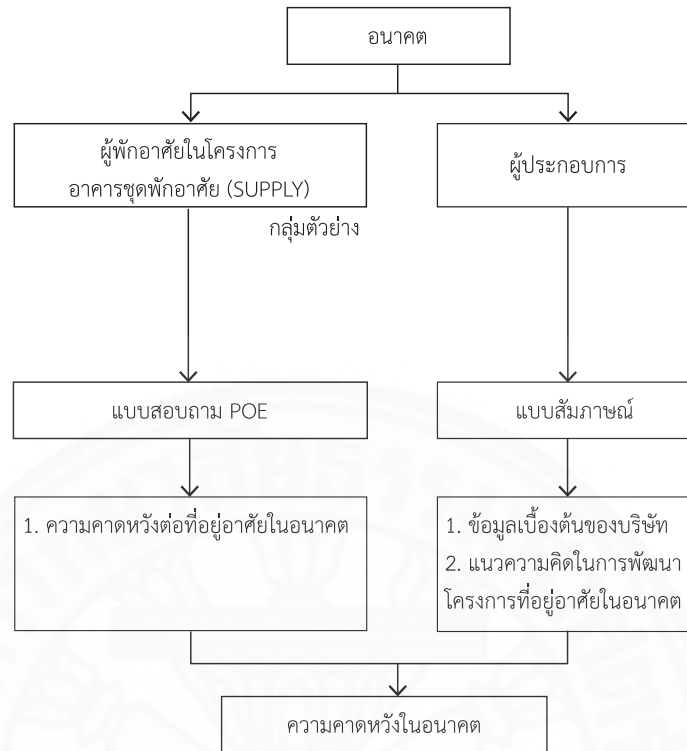 อนาคต
ผู้พักอาศัยในโครงการ
อาคารชุดพักอาศัย (SUPPLY)
ผู้ประกอบการ
กลุ่มตัวอย่าง
แบบสอบถาม POE
แบบสัมภาษณ์
1. ความคาดหวังต่อที่อยู่อาศัยในอนาคต
1. ข้อมูลเบื้องต้นของบริษัท
2. แนวความคิดในการพัฒนา
โครงการที่อยู่อาศัยในอนาคต
ความคาดหวังในอนาคต